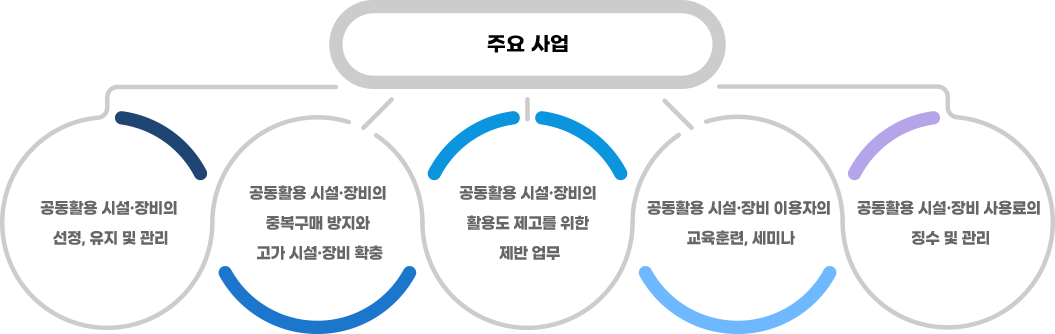 주요 사업
공동활용 시설·장비의
선정, 유지 및 관리
공동활용 시설·장비의
중복구매 방지와
고가 시설·장비 확충
공동활용 시설·장비의
활용도 제고를 위한
제반 업무
공동활용 시설·장비 이용자의
교육훈련, 세미나
공동활용 시설·장비 사용료의
징수 및 관리